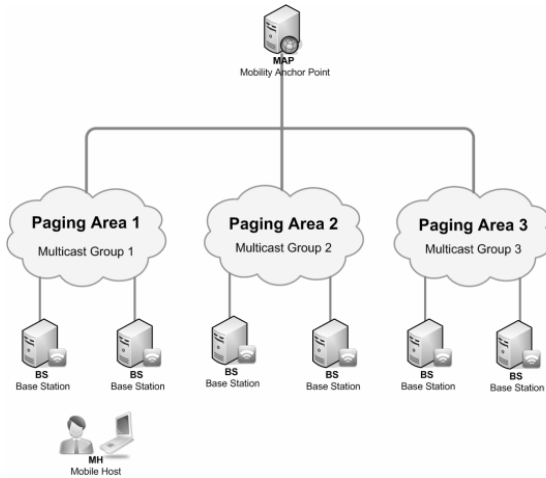 MAP
Mobility Anchor Point
Paging Area 1
Multicast Group 1
Paging Area 2
Multicast Group 2
Paging Area 3
Multicast Group 3
BS
Base Station
BS
Base Station
BS
Base Station
BS
Base Station
BS
Base Station
BS
Base Station
MH
Mobile Host